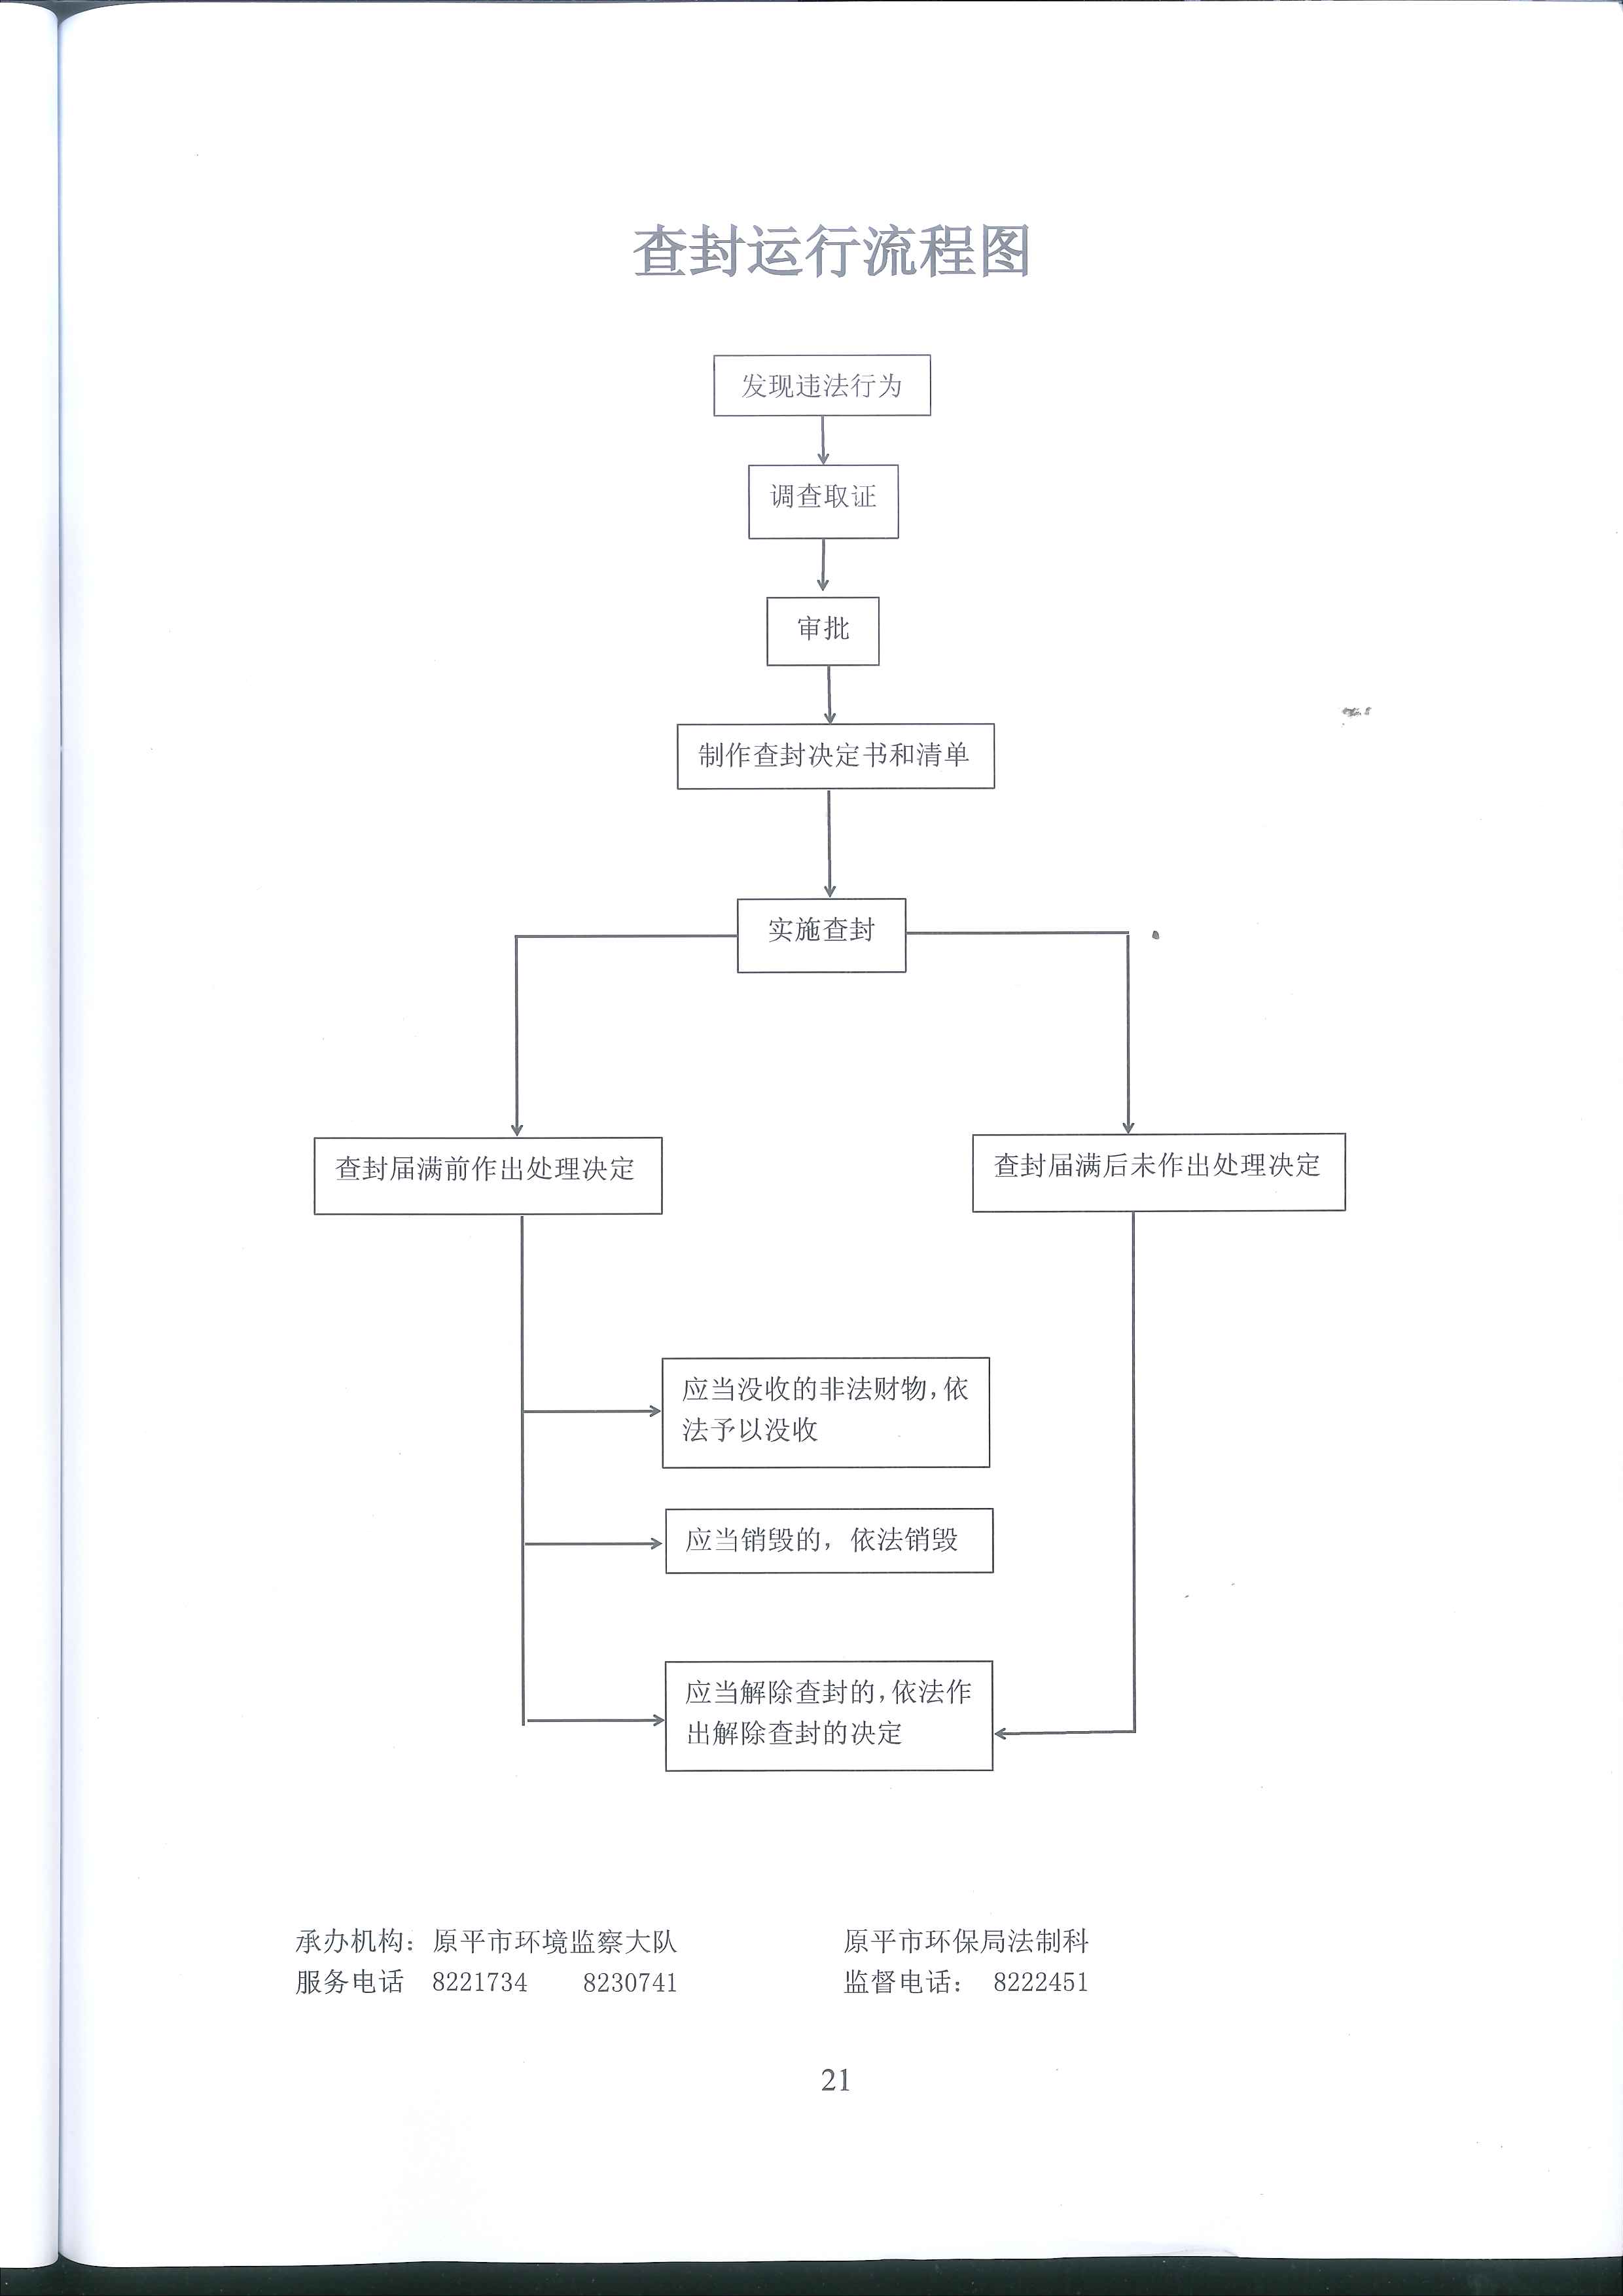 查封运行流程图
发现违法行为
调查取证
审批
制作查封决定书和清单
实施查封
查封届满前作出处理决定
查封届满后未作出处理决定
应当没收的非法财物，依
法予以没收
应当销毁的，依法销毁
应当解除查封的，依法作
出解除查封的决定
承办机构：原平市环境监察大队 原平市环保局法制科
服务电话 8221734 8230741 监督电话： 8222451
21